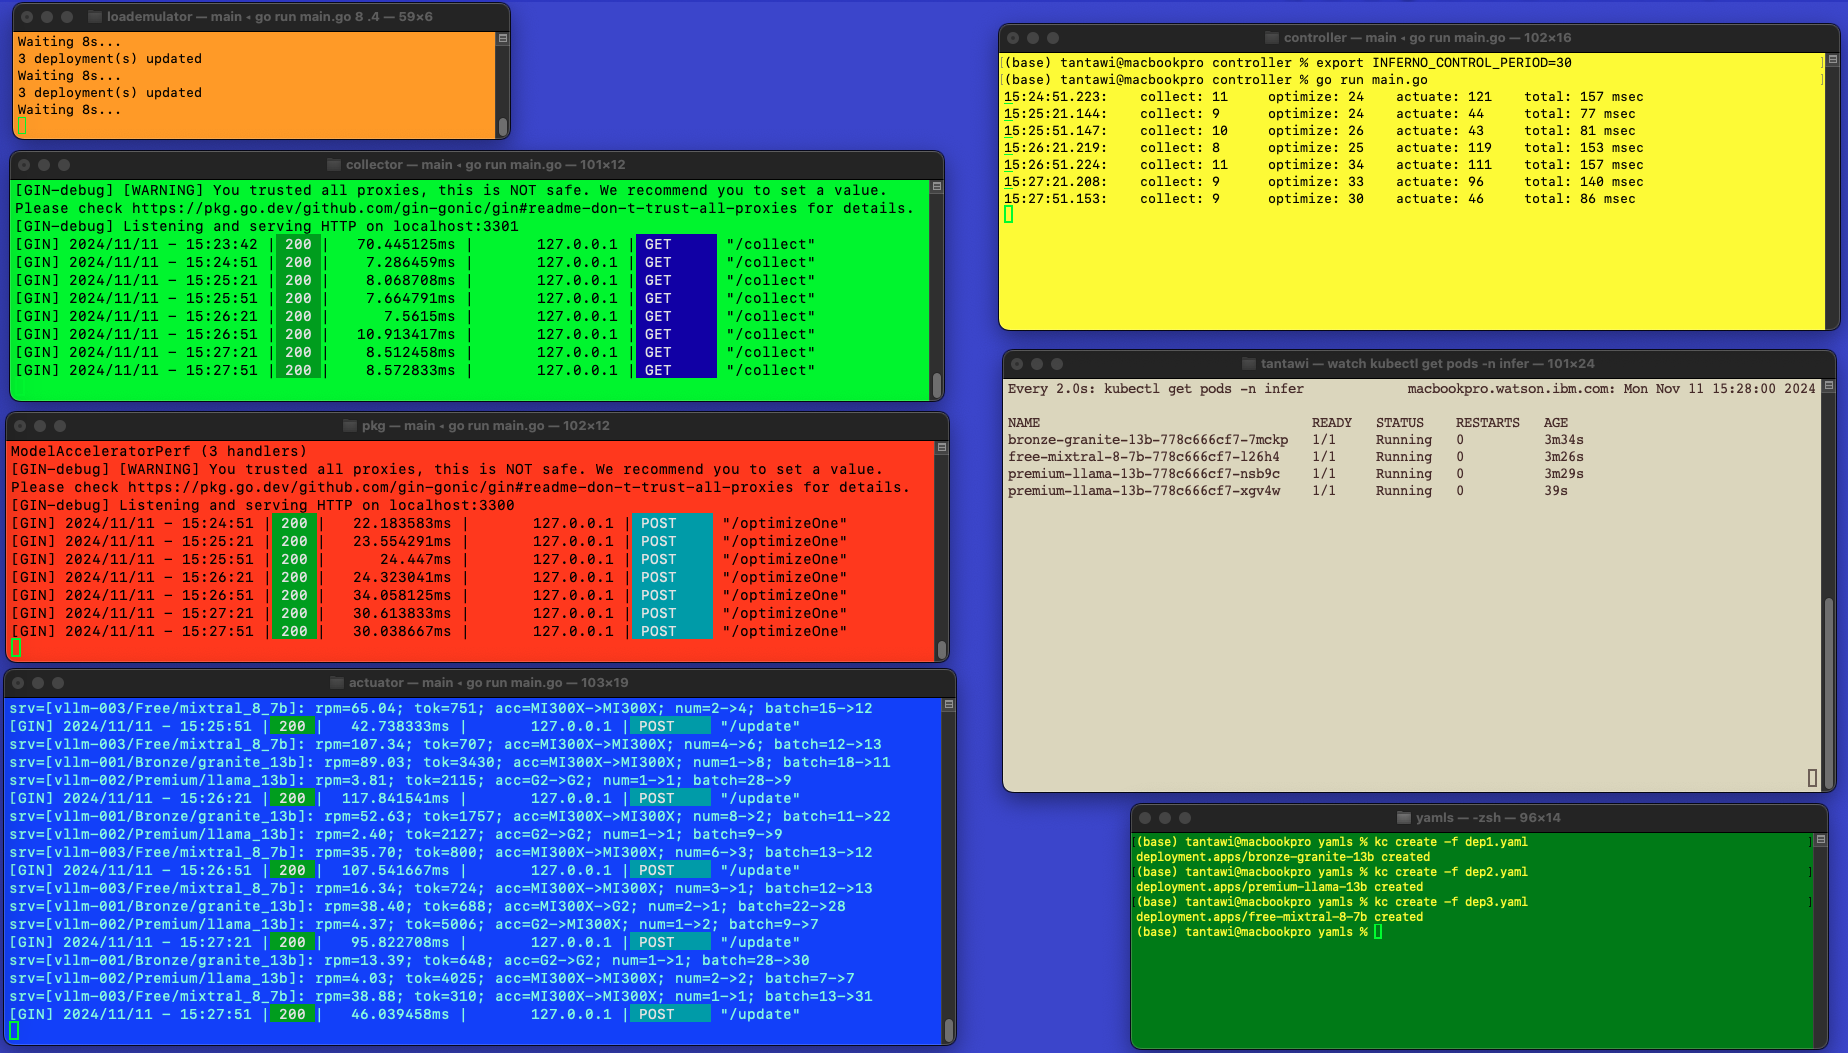 loademulator — main ◂ go run main.go 8 .4 — 59×6
Waiting 8s...
3 deployment(s) updated
Waiting 8s...
3 deployment(s) updated
Waiting 8s...
collector — main ◂ go run main.go — 101×12
[GIN-debug] [WARNING] You trusted all proxies, this is NOT safe. We recommend you to set a value.
Please check https://pkg.go.dev/github.com/gin-gonic/gin#readme-don-t-trust-all-proxies for details.
[GIN-debug] Listening and serving HTTP on localhost:3301
[GIN] 2024/11/11 – 15:23:42 | 200 | 70.445125ms | 127.0.0.1 | GET "/collect"
[GIN] 2024/11/11 – 15:24:51 | 200 | 7.286459ms | 127.0.0.1 | GET "/collect"
[GIN] 2024/11/11 – 15:25:21 | 200 | 8.068708ms | 127.0.0.1 | GET "/collect"
[GIN] 2024/11/11 – 15:25:51 | 200 | 7.664791ms | 127.0.0.1 | GET "/collect"
[GIN] 2024/11/11 – 15:26:21 | 200 | 7.5615ms | 127.0.0.1 | GET "/collect"
[GIN] 2024/11/11 – 15:26:51 | 200 | 10.913417ms | 127.0.0.1 | GET "/collect"
[GIN] 2024/11/11 – 15:27:21 | 200 | 8.512458ms | 127.0.0.1 | GET "/collect"
[GIN] 2024/11/11 – 15:27:51 | 200 | 8.572833ms | 127.0.0.1 | GET "/collect"
pkg — main ◂ go run main.go — 102×12
ModelAcceleratorPerf (3 handlers)
[GIN-debug] [WARNING] You trusted all proxies, this is NOT safe. We recommend you to set a value.
Please check https://pkg.go.dev/github.com/gin-gonic/gin#readme-don-t-trust-all-proxies for details.
[GIN-debug] Listening and serving HTTP on localhost:3300
[GIN] 2024/11/11 – 15:24:51 | 200 | 22.183583ms | 127.0.0.1 | POST "/optimizeOne"
[GIN] 2024/11/11 – 15:25:21 | 200 | 23.554291ms | 127.0.0.1 | POST "/optimizeOne"
[GIN] 2024/11/11 – 15:25:51 | 200 | 24.447ms | 127.0.0.1 | POST "/optimizeOne"
[GIN] 2024/11/11 – 15:26:21 | 200 | 24.323041ms | 127.0.0.1 | POST "/optimizeOne"
[GIN] 2024/11/11 – 15:26:51 | 200 | 34.058125ms | 127.0.0.1 | POST "/optimizeOne"
[GIN] 2024/11/11 – 15:27:21 | 200 | 30.613833ms | 127.0.0.1 | POST "/optimizeOne"
[GIN] 2024/11/11 – 15:27:51 | 200 | 30.038667ms | 127.0.0.1 | POST "/optimizeOne"
actuator — main ◂ go run main.go — 103×19
srv=[vllm-003/Free/mixtral_8_7b]: rpm=65.04; tok=751; acc=MI300X->MI300X; num=2->4; batch=15->12
[GIN] 2024/11/11 – 15:25:51 | 200 | 42.738333ms | 127.0.0.1 | POST "/update"
srv=[vllm-003/Free/mixtral_8_7b]: rpm=107.34; tok=707; acc=MI300X->MI300X; num=4->6; batch=12->13
srv=[vllm-001/Bronze/granite_13b]: rpm=89.03; tok=3430; acc=MI300X->MI300X; num=1->8; batch=18->11
srv=[vllm-002/Premium/llama_13b]: rpm=3.81; tok=2115; acc=G2->G2; num=1->1; batch=28->9
[GIN] 2024/11/11 – 15:26:21 | 200 | 117.841541ms | 127.0.0.1 | POST "/update"
srv=[vllm-001/Bronze/granite_13b]: rpm=52.63; tok=1757; acc=MI300X->MI300X; num=8->2; batch=11->22
srv=[vllm-002/Premium/llama_13b]: rpm=2.40; tok=2127; acc=G2->G2; num=1->1; batch=9->9
srv=[vllm-003/Free/mixtral_8_7b]: rpm=35.70; tok=800; acc=MI300X->MI300X; num=6->3; batch=13->12
[GIN] 2024/11/11 – 15:26:51 | 200 | 107.541667ms | 127.0.0.1 | POST "/update"
srv=[vllm-003/Free/mixtral_8_7b]: rpm=16.34; tok=724; acc=MI300X->MI300X; num=3->1; batch=12->13
srv=[vllm-001/Bronze/granite_13b]: rpm=38.40; tok=688; acc=MI300X->G2; num=2->1; batch=22->28
srv=[vllm-002/Premium/llama_13b]: rpm=4.37; tok=5006; acc=G2->MI300X; num=1->2; batch=9->7
[GIN] 2024/11/11 – 15:27:21 | 200 | 95.822708ms | 127.0.0.1 | POST "/update"
srv=[vllm-001/Bronze/granite_13b]: rpm=13.39; tok=648; acc=G2->G2; num=1->1; batch=28->30
srv=[vllm-002/Premium/llama_13b]: rpm=4.03; tok=4025; acc=MI300X->MI300X; num=2->2; batch=7->7
srv=[vllm-003/Free/mixtral_8_7b]: rpm=38.88; tok=310; acc=MI300X->MI300X; num=1->1; batch=13->31
[GIN] 2024/11/11 – 15:27:51 | 200 | 46.039458ms | 127.0.0.1 | POST "/update"
controller — main ◂ go run main.go — 102×16
[(base) tantawi@macbookpro controller % export INFERNO_CONTROL_PERIOD=30 ]
[(base) tantawi@macbookpro controller % go run main.go ]
15:24:51.223: collect: 11 optimize: 24 actuate: 121 total: 157 msec
15:25:21.144: collect: 9 optimize: 24 actuate: 44 total: 77 msec
15:25:51.147: collect: 10 optimize: 26 actuate: 43 total: 81 msec
15:26:21.219: collect: 8 optimize: 25 actuate: 119 total: 153 msec
15:26:51.224: collect: 11 optimize: 34 actuate: 111 total: 157 msec
15:27:21.208: collect: 9 optimize: 33 actuate: 96 total: 140 msec
15:27:51.153: collect: 9 optimize: 30 actuate: 46 total: 86 msec
tantawi — watch kubectl get pods -n infer — 101×24
Every 2.0s: kubectl get pods -n infer macbookpro.watson.ibm.com: Mon Nov 11 15:28:00 2024
NAME READY STATUS RESTARTS AGE
bronze-granite-13b-778c666cf7-7mckp 1/1 Running 0 3m34s
free-mixtral-8-7b-778c666cf7-l26h4 1/1 Running 0 3m26s
premium-llama-13b-778c666cf7-nsb9c 1/1 Running 0 3m29s
premium-llama-13b-778c666cf7-xgv4w 1/1 Running 0 39s
yamls — -zsh — 96×14
[(base) tantawi@macbookpro yamls % kc create -f dep1.yaml ]
deployment.apps/bronze-granite-13b created
[(base) tantawi@macbookpro yamls % kc create -f dep2.yaml ]
deployment.apps/premium-llama-13b created
[(base) tantawi@macbookpro yamls % kc create -f dep3.yaml ]
deployment.apps/free-mixtral-8-7b created
(base) tantawi@macbookpro yamls %